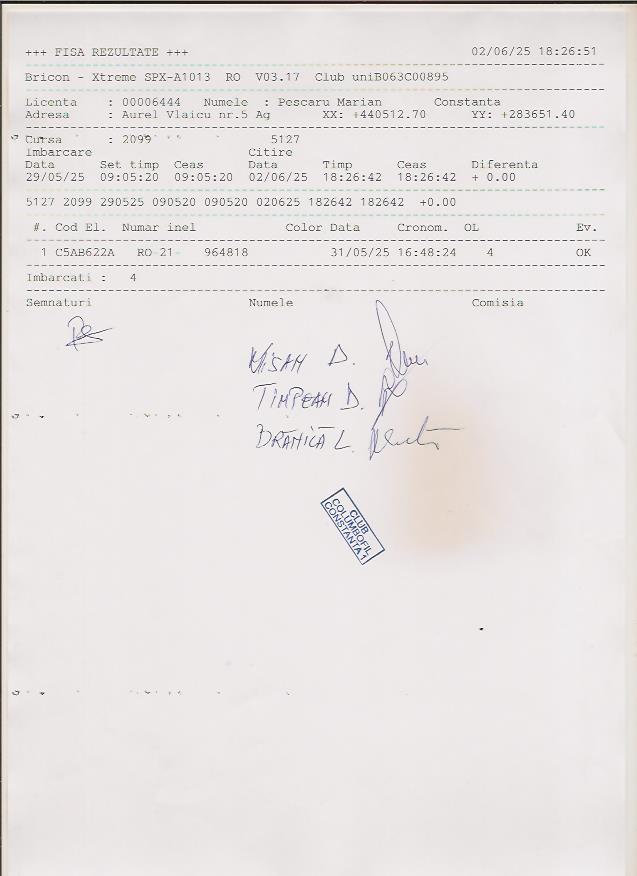 +++ FISA REZULTATE +++ 02/06/25 18:26:51
Bricon - Xtreme SPX-A1013 RO V03.17 Club uniB063C00895
Licenta : 00006444 Numele : Pescaru Marian Constanta
Adresa : Aurel Vlaicu nr.5 Ag XX: +440512.70 YY: +283651.40
Cursa : 2099 5127
Imbarcare Citire
Data Set timp Ceas Data Timp Ceas Diferenta
29/05/25 09:05:20 09:05:20 02/06/25 18:26:42 18:26:42 + 0.00
5127 2099 290525 090520 090520 020625 182642 182642 +0.00
#. Cod El. Numar inel Color Data Cronom. OL Ev.
1 C5AB622A RO-21- 964818 31/05/25 16:48:24 4 OK
Imbarcati : 4
Semnaturi Numele Comisia
D.
TIMPEAM D.
BRĂNICĂ L.
CLUB
COLUMBOFIL
CONSTANTA 1